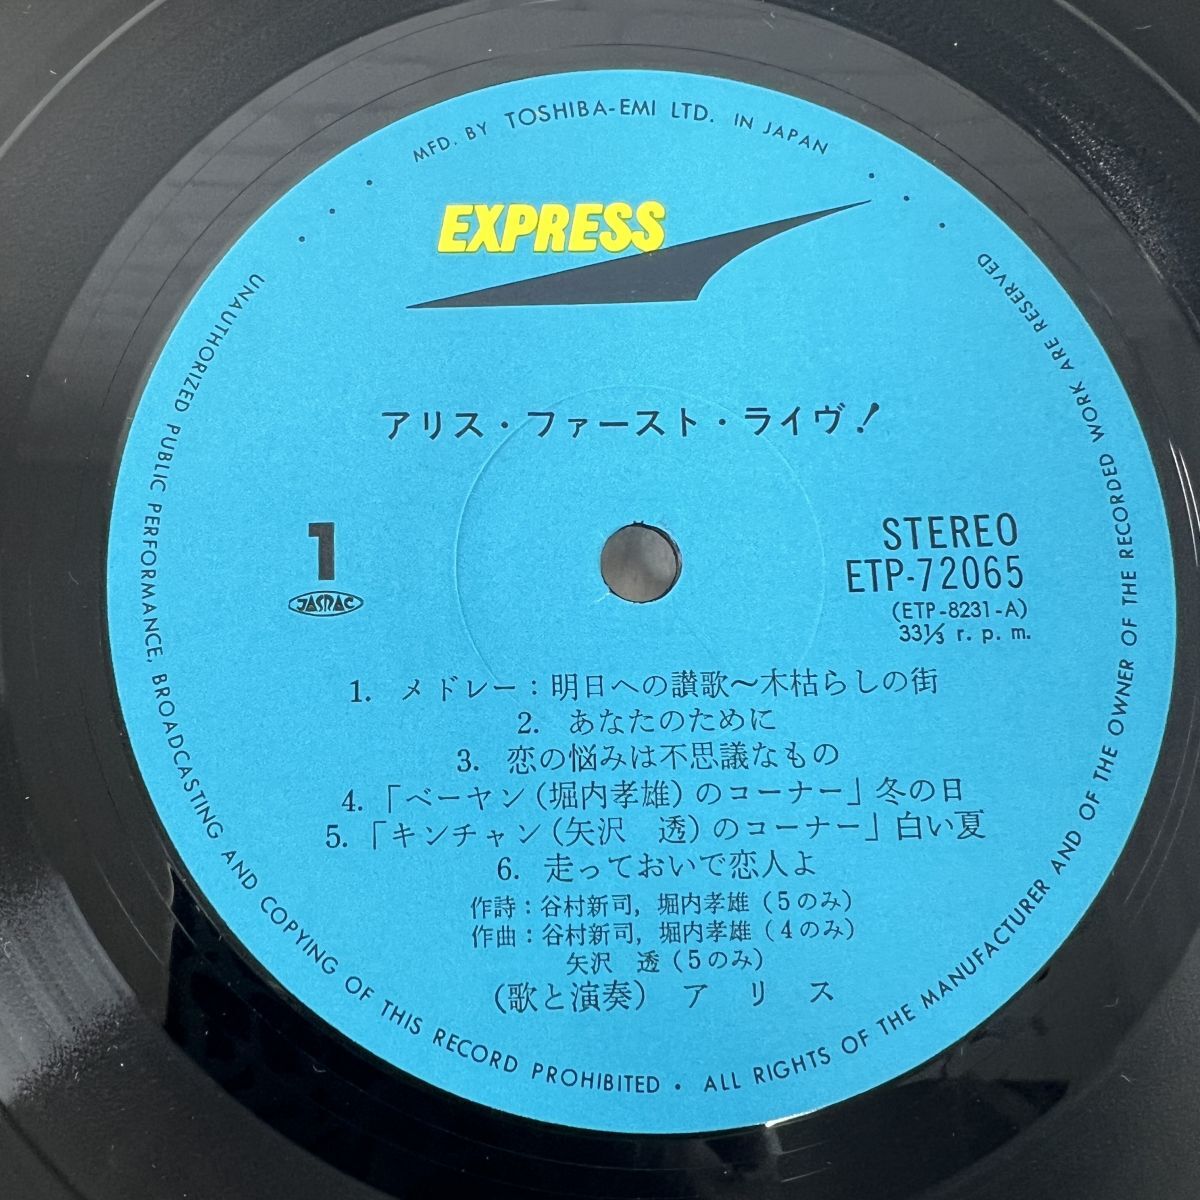 MFD. BY TOSHIBA-EMI LTD. IN JAPAN
EXPRESS
アリス・ファースト・ライヴ!
1
JASRAC
STEREO
ETP-72065
(ETP-8231-A)
33⅓ r.p.m.
1. メドレー:明日への讃歌～木枯らしの街
2. あなたのために
3. 恋の悩みは不思議なもの
4.「ベーヤン(堀内孝雄)のコーナー」冬の日
5.「キンチャン(矢沢 透)のコーナー」白い夏
6. 走っておいで恋人よ
作詩:谷村新司, 堀内孝雄(5のみ)
作曲:谷村新司, 堀内孝雄(4のみ)
矢沢 透(5のみ)
(歌と演奏) アリス
UNAUTHORIZED PUBLIC PERFORMANCE, BROADCASTING AND COPYING OF THIS RECORD PROHIBITED • ALL RIGHTS OF THE MANUFACTURER AND OF THE OWNER OF THE RECORDED WORK ARE RESERVED